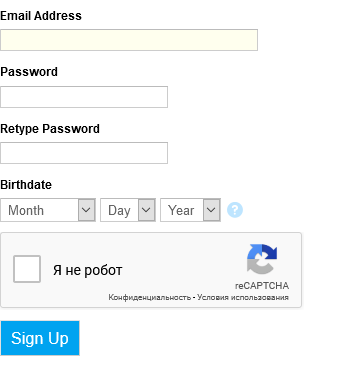 Email Address
Password
Retype Password
Birthdate
Month Day Year ?
Я не робот
reCAPTCHA
Конфиденциальность - Условия использования
Sign Up